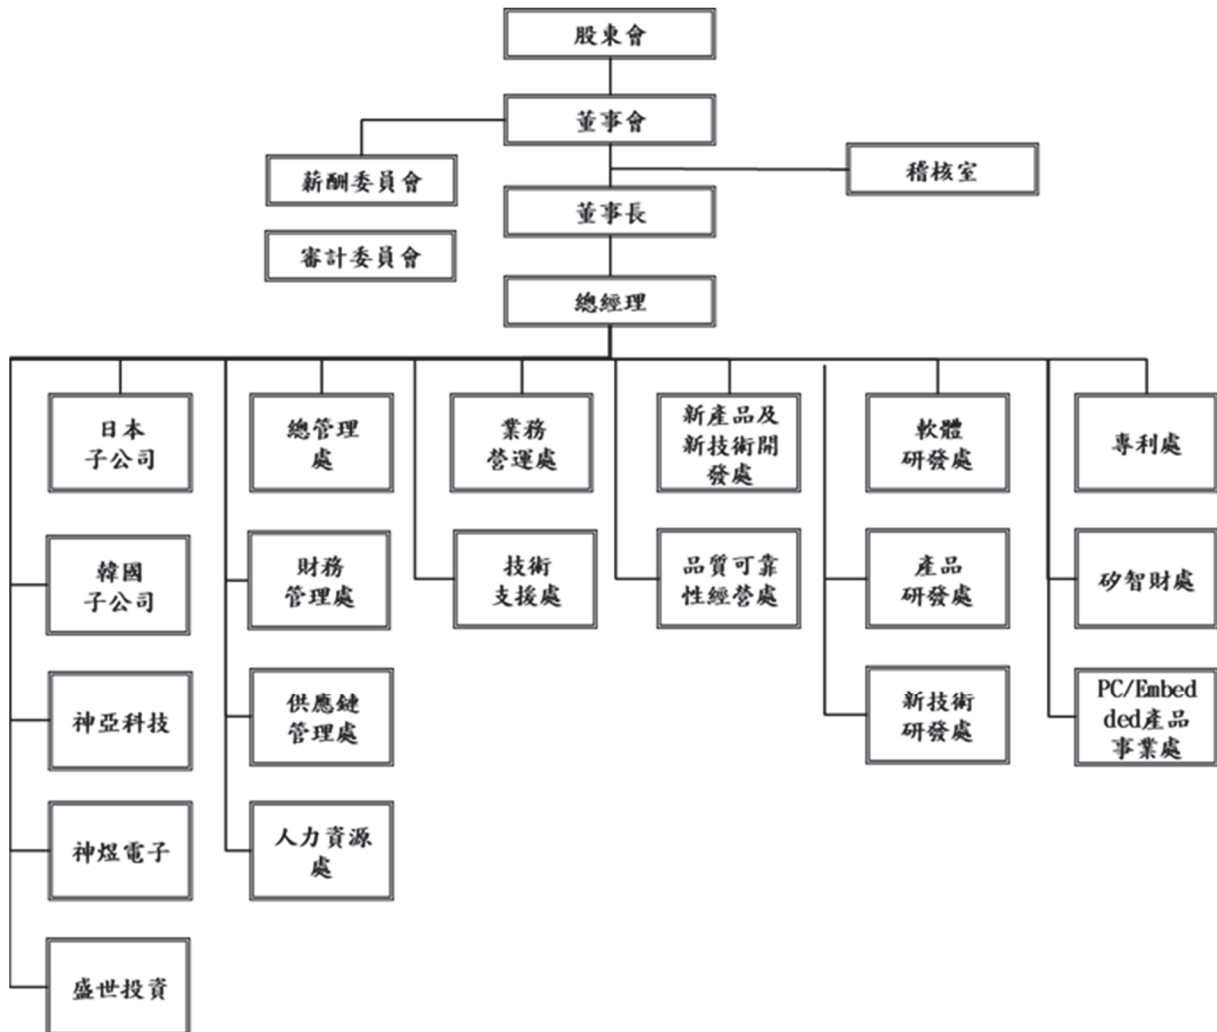 股東會
董事會
薪酬委員會
稽核室
董事長
審計委員會
總經理
日本
子公司
總管理
處
業務
營運處
新產品及
新技術開
發處
軟體
研發處
專利處
韓國
子公司
財務
管理處
技術
支援處
品質可靠
性經營處
產品
研發處
矽智財處
神亞科技
供應鏈
管理處
新技術
研發處
PC/Embed
ded產品
事業處
神煜電子
人力資源
處
盛世投資